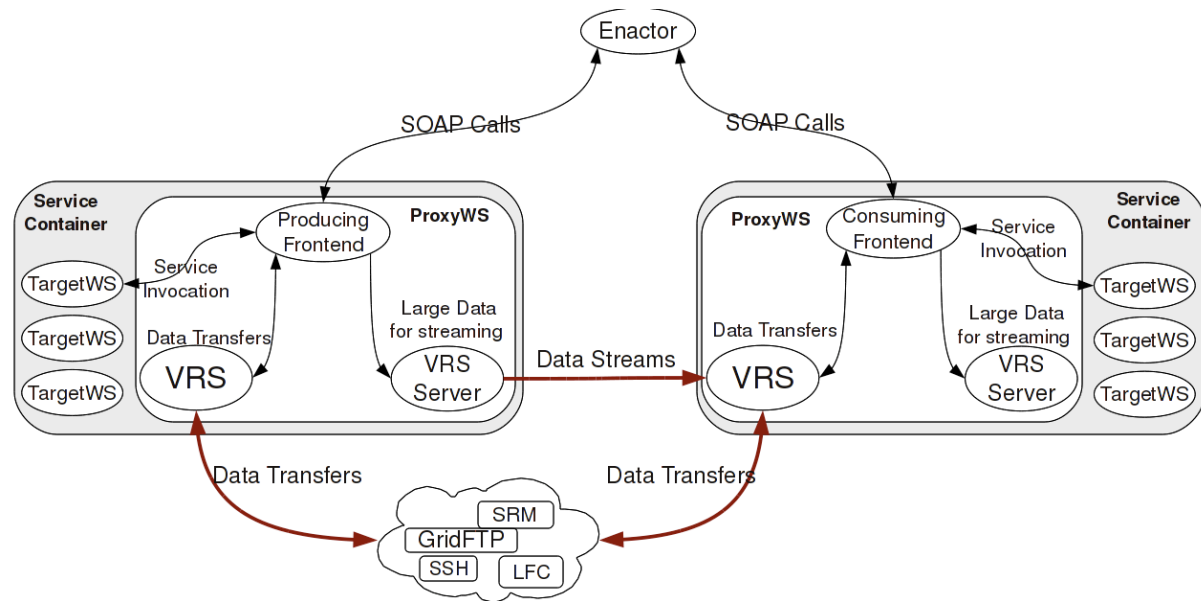 Enactor
SOAP Calls
SOAP Calls
Service
Container
ProxyWS
Producing
Frontend
TargetWS
TargetWS
TargetWS
Service
Invocation
Data Transfers
VRS
Large Data
for streaming
VRS
Server
Data Streams
ProxyWS
Consuming
Frontend
Service
Container
Service
Invocation
TargetWS
TargetWS
TargetWS
Data Transfers
VRS
Large Data
for streaming
VRS
Server
Data Transfers
Data Transfers
SRM
GridFTP
SSH
LFC